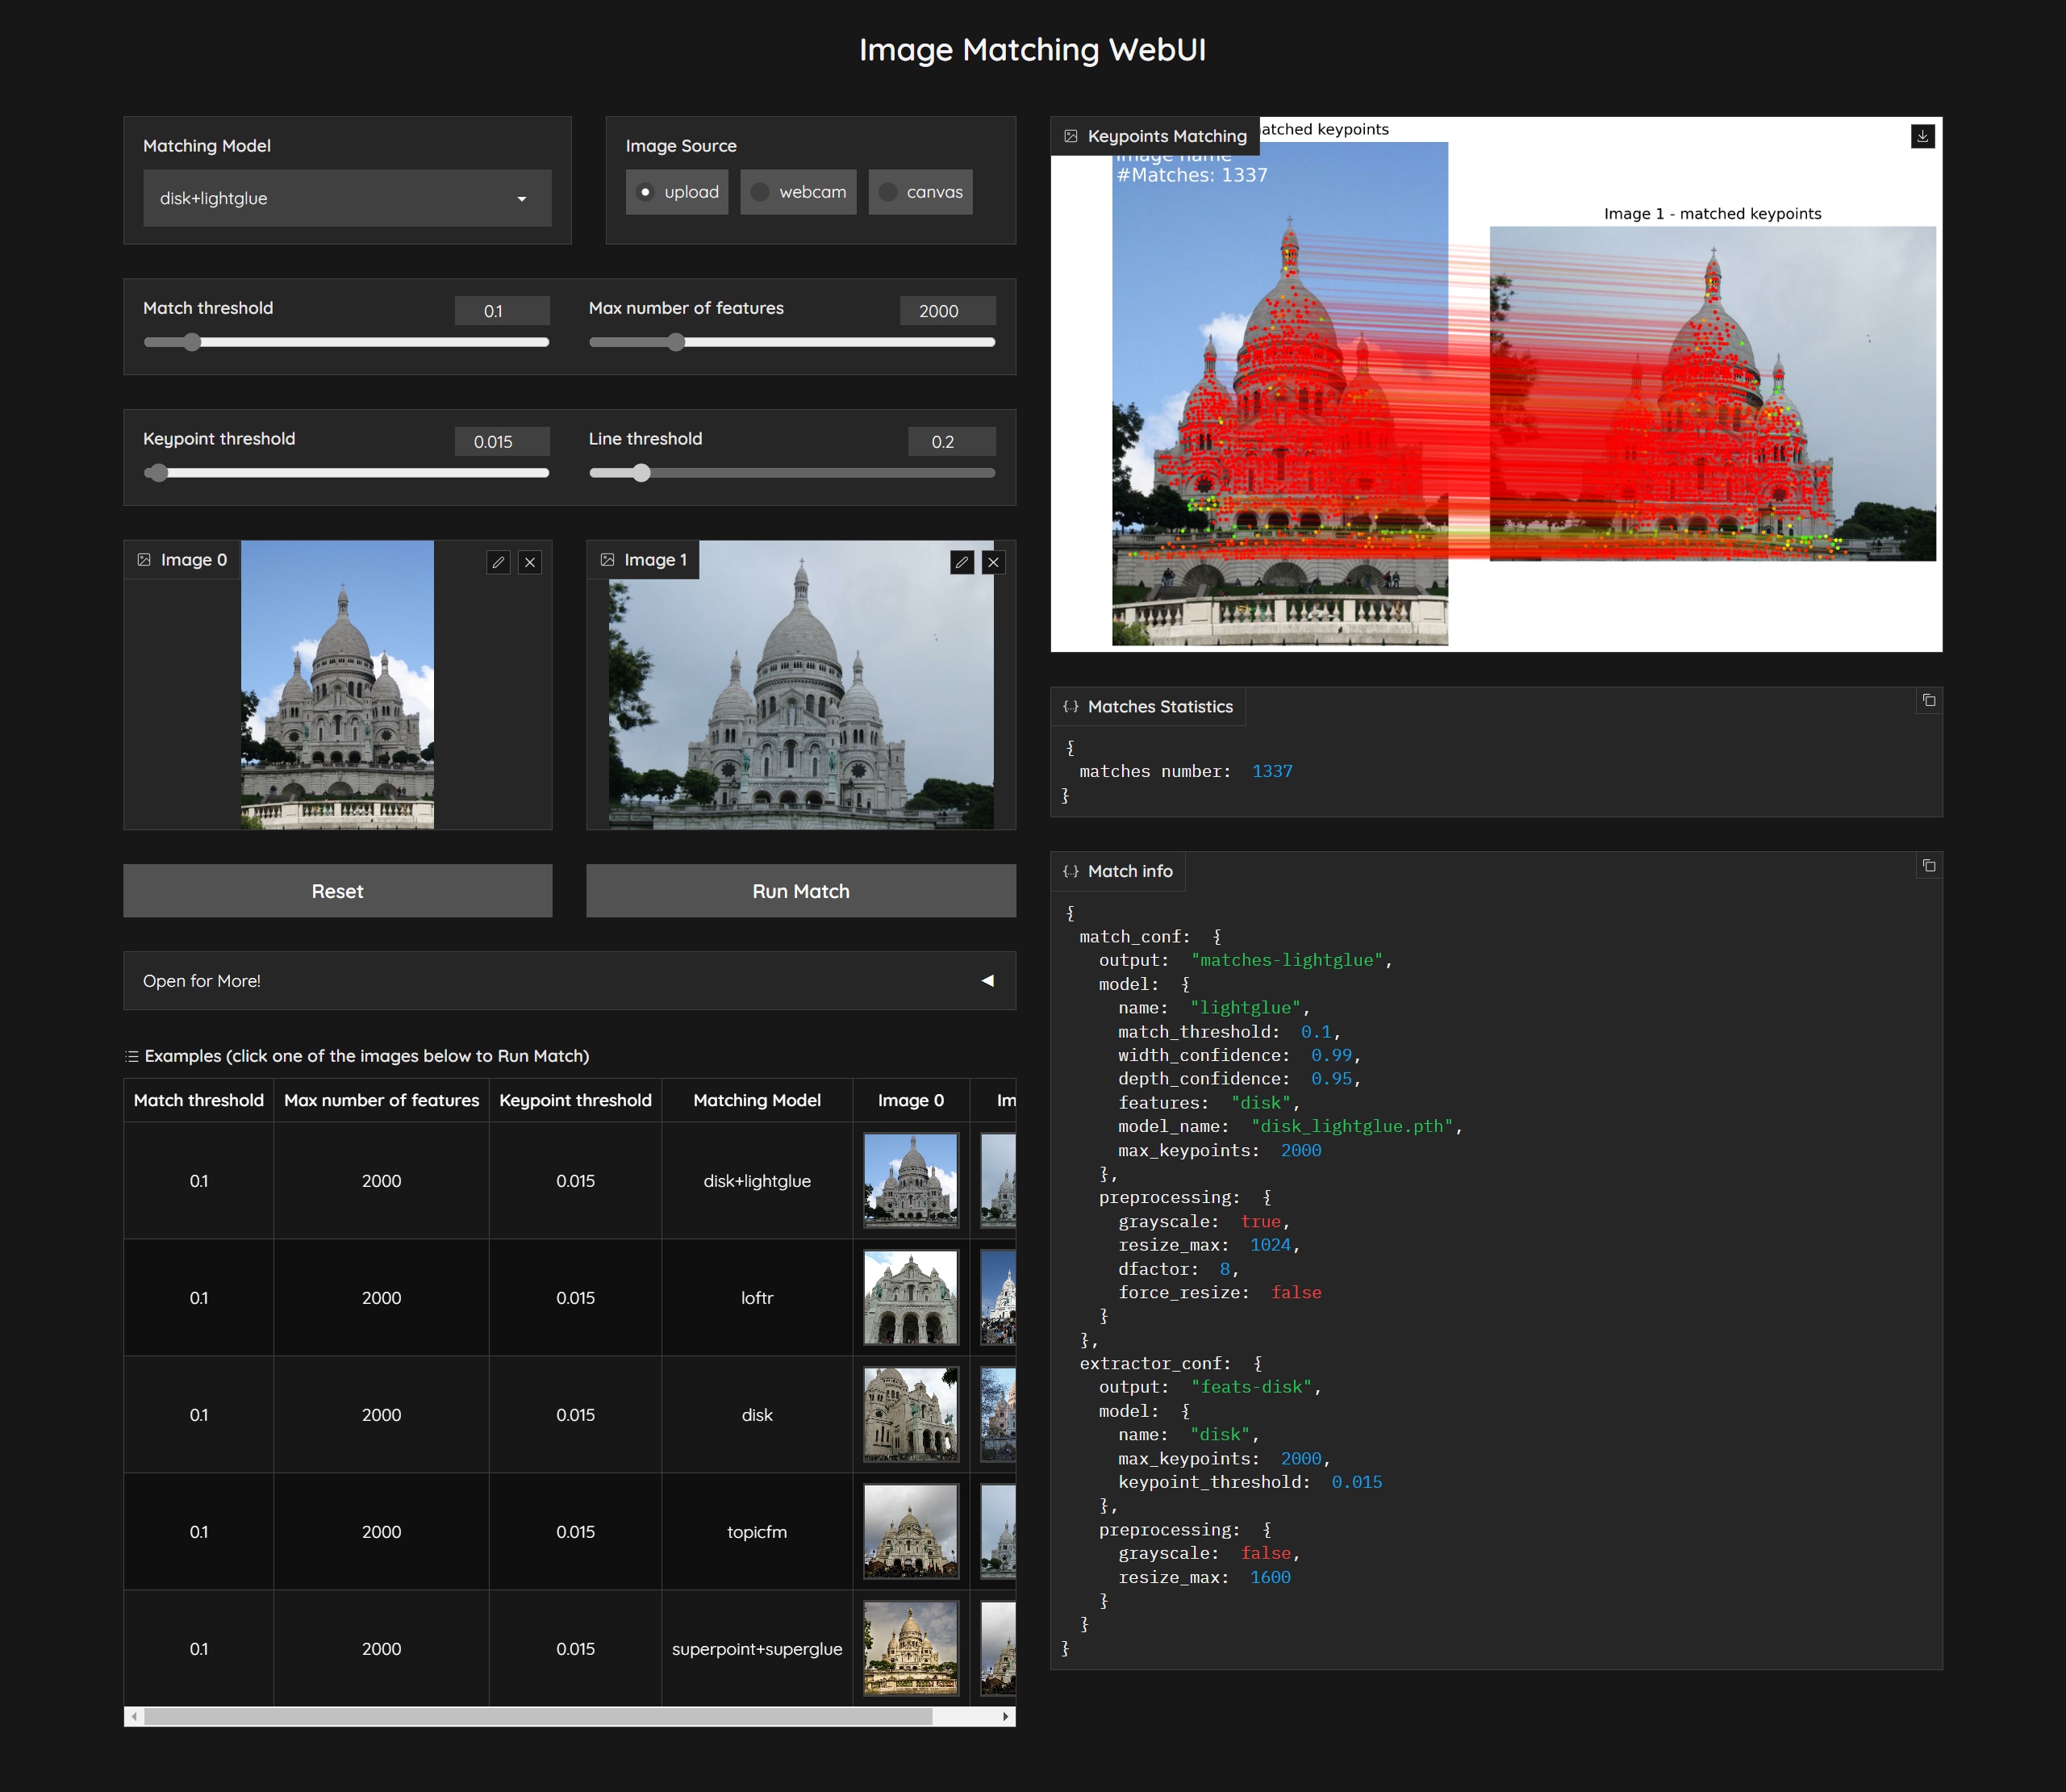 Image Matching WebUI
Matching Model
disk+lightglue
Image Source
upload
webcam
canvas
Match threshold
0.1
Max number of features
2000
Keypoint threshold
0.015
Line threshold
0.2
Image 0
Image 1
Reset
Run Match
Open for More!
Examples (click one of the images below to Run Match)
Match threshold Max number of features Keypoint threshold Matching Model Image 0 Im
0.1 2000 0.015 disk+lightglue
0.1 2000 0.015 loftr
0.1 2000 0.015 disk
0.1 2000 0.015 topicfm
0.1 2000 0.015 superpoint+superglue
Keypoints Matching
atched keypoints
Image name
#Matches: 1337
Image 1 - matched keypoints
{..} Matches Statistics
{
matches number: 1337
}
{..} Match info
{
match_conf: {
output: "matches-lightglue",
model: {
name: "lightglue",
match_threshold: 0.1,
width_confidence: 0.99,
depth_confidence: 0.95,
features: "disk",
model_name: "disk_lightglue.pth",
max_keypoints: 2000
},
preprocessing: {
grayscale: true,
resize_max: 1024,
dfactor: 8,
force_resize: false
}
},
extractor_conf: {
output: "feats-disk",
model: {
name: "disk",
max_keypoints: 2000,
keypoint_threshold: 0.015
},
preprocessing: {
grayscale: false,
resize_max: 1600
}
}
}